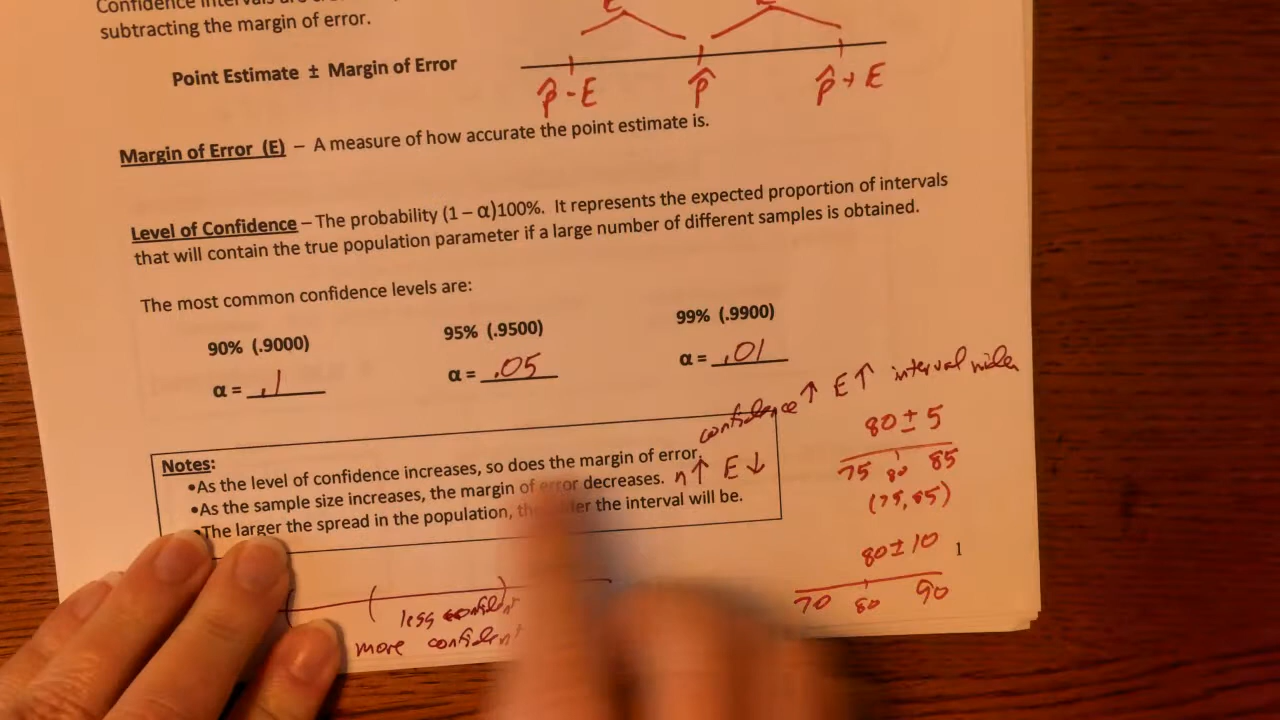 Confidence
subtracting the margin of error.
E E
Point Estimate ± Margin of Error
p̂ - E p̂ p̂ + E
Margin of Error (E) – A measure of how accurate the point estimate is.
Level of Confidence – The probability (1 – α)100%. It represents the expected proportion of intervals
that will contain the true population parameter if a large number of different samples is obtained.
The most common confidence levels are:
90% (.9000) 95% (.9500) 99% (.9900)
α = .1 α = .05 α = .01
confidence ↑ E ↑ interval wider
80 ± 5
75 80 85
(75, 85)
80 ± 10
70 80 90
Notes:
•As the level of confidence increases, so does the margin of error.
•As the sample size increases, the margin of error decreases. n ↑ E ↓
•The larger the spread in the population, the interval will be.
less confident
more confident
1